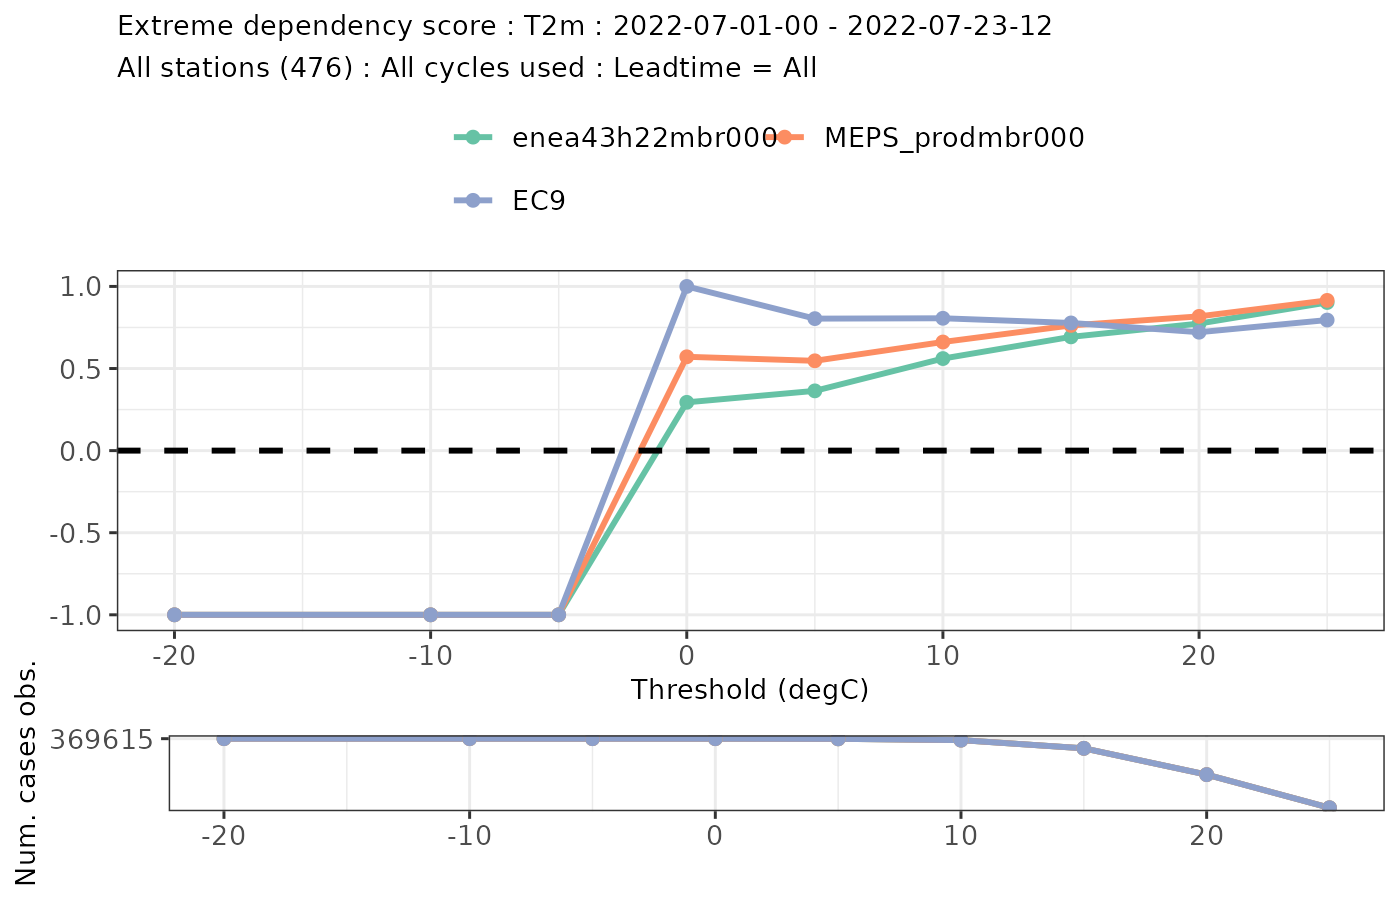 Extreme dependency score : T2m : 2022-07-01-00 - 2022-07-23-12
All stations (476) : All cycles used : Leadtime = All
enea43h22mbr000 MEPS_prodmbr000
EC9
1.0
0.5
0.0
-0.5
-1.0
-20 -10 0 10 20
Threshold (degC)
Num. cases obs.
369615
-20 -10 0 10 20